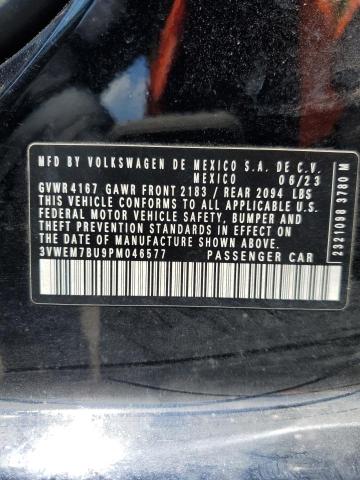 MFD BY VOLKSWAGEN DE MEXICO S.A. DE C.V.
MEXICO 06/23
GVWR 4167 GAWR FRONT 2183 / REAR 2094 LBS
THIS VEHICLE CONFORMS TO ALL APPLICABLE U.S.
FEDERAL MOTOR VEHICLE SAFETY, BUMPER AND
THEFT PREVENTION STANDARDS IN EFFECT ON THE
DATE OF MANUFACTURE SHOWN ABOVE.
3VWEM7BU9PM046577 PASSENGER CAR
2321098 3780 M